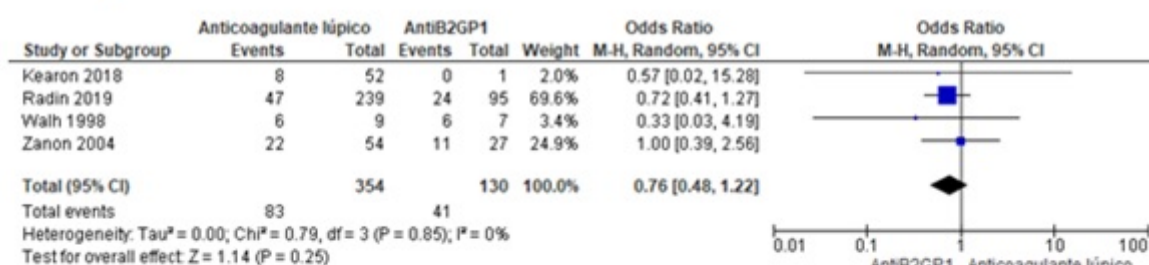 Anticoagulante lúpico AntiB2GP1 Odds Ratio Odds Ratio
Study or Subgroup Events Total Events Total Weight M-H, Random, 95% CI M-H, Random, 95% CI
Kearon 2018 8 52 0 1 2.0% 0.57 [0.02, 15.28]
Radin 2019 47 239 24 95 69.6% 0.72 [0.41, 1.27]
Walh 1998 6 9 6 7 3.4% 0.33 [0.03, 4.19]
Zanon 2004 22 54 11 27 24.9% 1.00 [0.39, 2.56]
Total (95% CI) 354 130 100.0% 0.76 [0.48, 1.22]
Total events 83 41
Heterogeneity: Tau² = 0.00; Chi² = 0.79, df = 3 (P = 0.85); I² = 0%
Test for overall effect: Z = 1.14 (P = 0.25)
0.01 0.1 1 10 100
AntiB2GP1 Anticoagulante lúpico